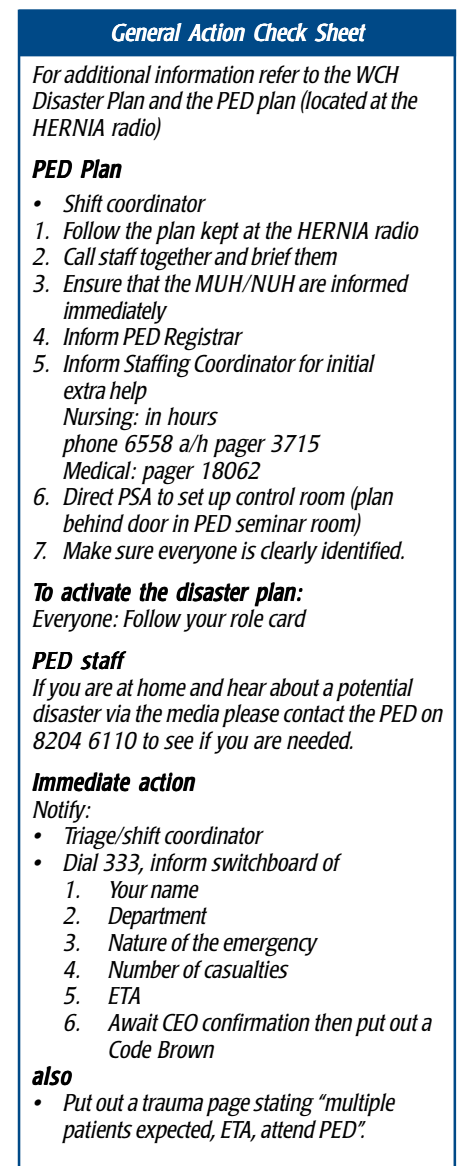 General Action Check Sheet
For additional information refer to the WCH
Disaster Plan and the PED plan (located at the
HERNIA radio)
PED Plan
• Shift coordinator
1. Follow the plan kept at the HERNIA radio
2. Call staff together and brief them
3. Ensure that the MUH/NUH are informed
immediately
4. Inform PED Registrar
5. Inform Staffing Coordinator for initial
extra help
Nursing: in hours
phone 6558 a/h pager 3715
Medical: pager 18062
6. Direct PSA to set up control room (plan
behind door in PED seminar room)
7. Make sure everyone is clearly identified.
To activate the disaster plan:
Everyone: Follow your role card
PED staff
If you are at home and hear about a potential
disaster via the media please contact the PED on
8204 6110 to see if you are needed.
Immediate action
Notify:
• Triage/shift coordinator
• Dial 333, inform switchboard of
1. Your name
2. Department
3. Nature of the emergency
4. Number of casualties
5. ETA
6. Await CEO confirmation then put out a
Code Brown
also
• Put out a trauma page stating “multiple
patients expected, ETA, attend PED”.